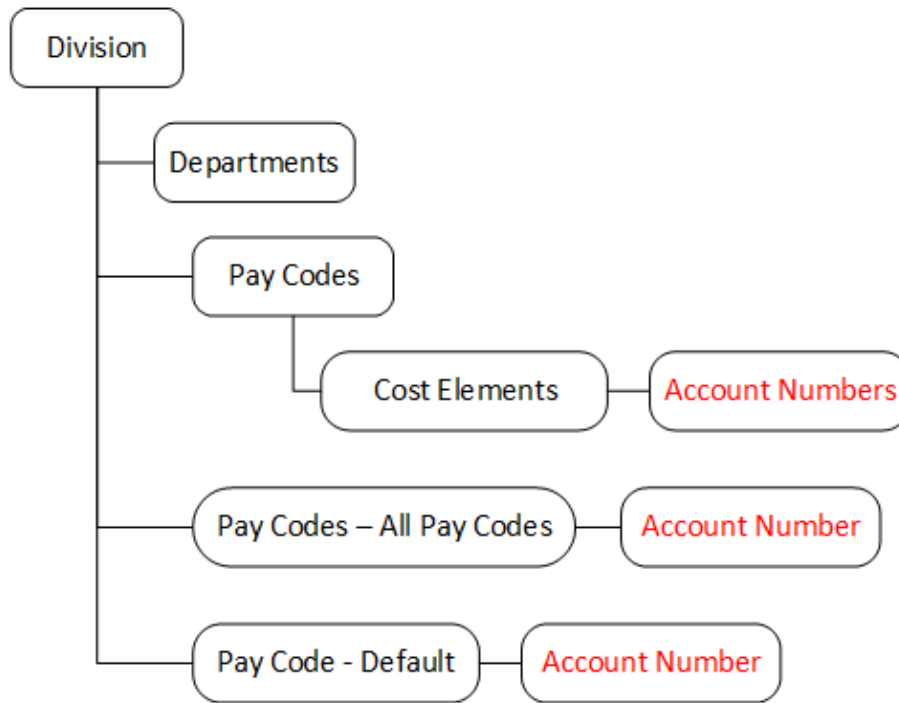 Division
Departments
Pay Codes
Cost Elements
Account Numbers
Pay Codes – All Pay Codes
Account Number
Pay Code - Default
Account Number